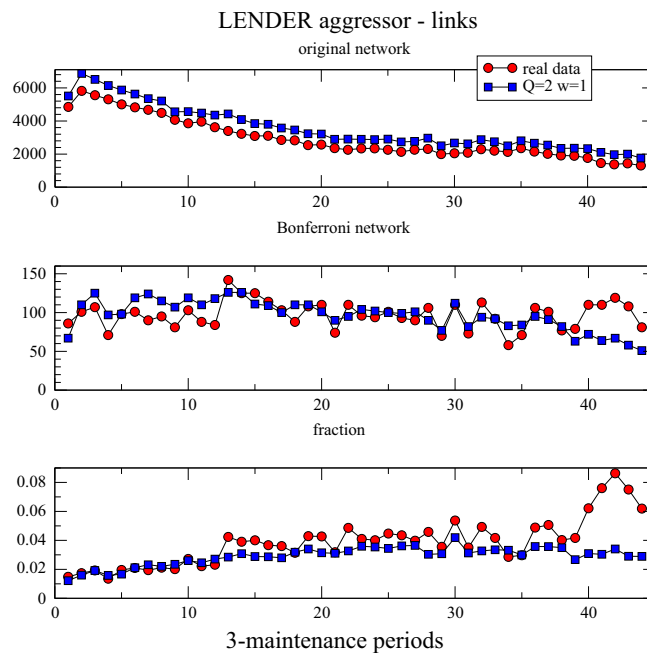 LENDER aggressor - links
original network
real data
Q=2 w=1
6000
4000
2000
0
0 10 20 30 40
Bonferroni network
150
100
50
0
0 10 20 30 40
fraction
0.08
0.06
0.04
0.02
0
0 10 20 30 40
3-maintenance periods